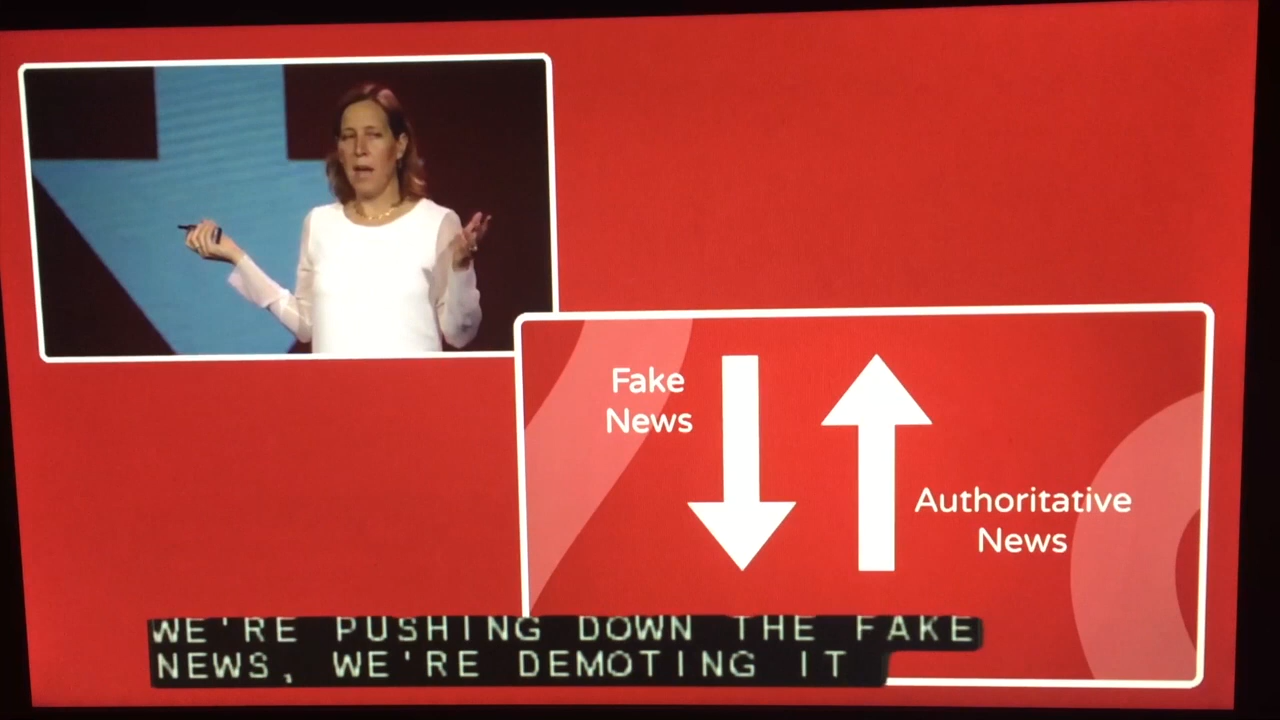 Fake
News
Authoritative
News
WE'RE PUSHING DOWN THE FAKE
NEWS, WE'RE DEMOTING IT